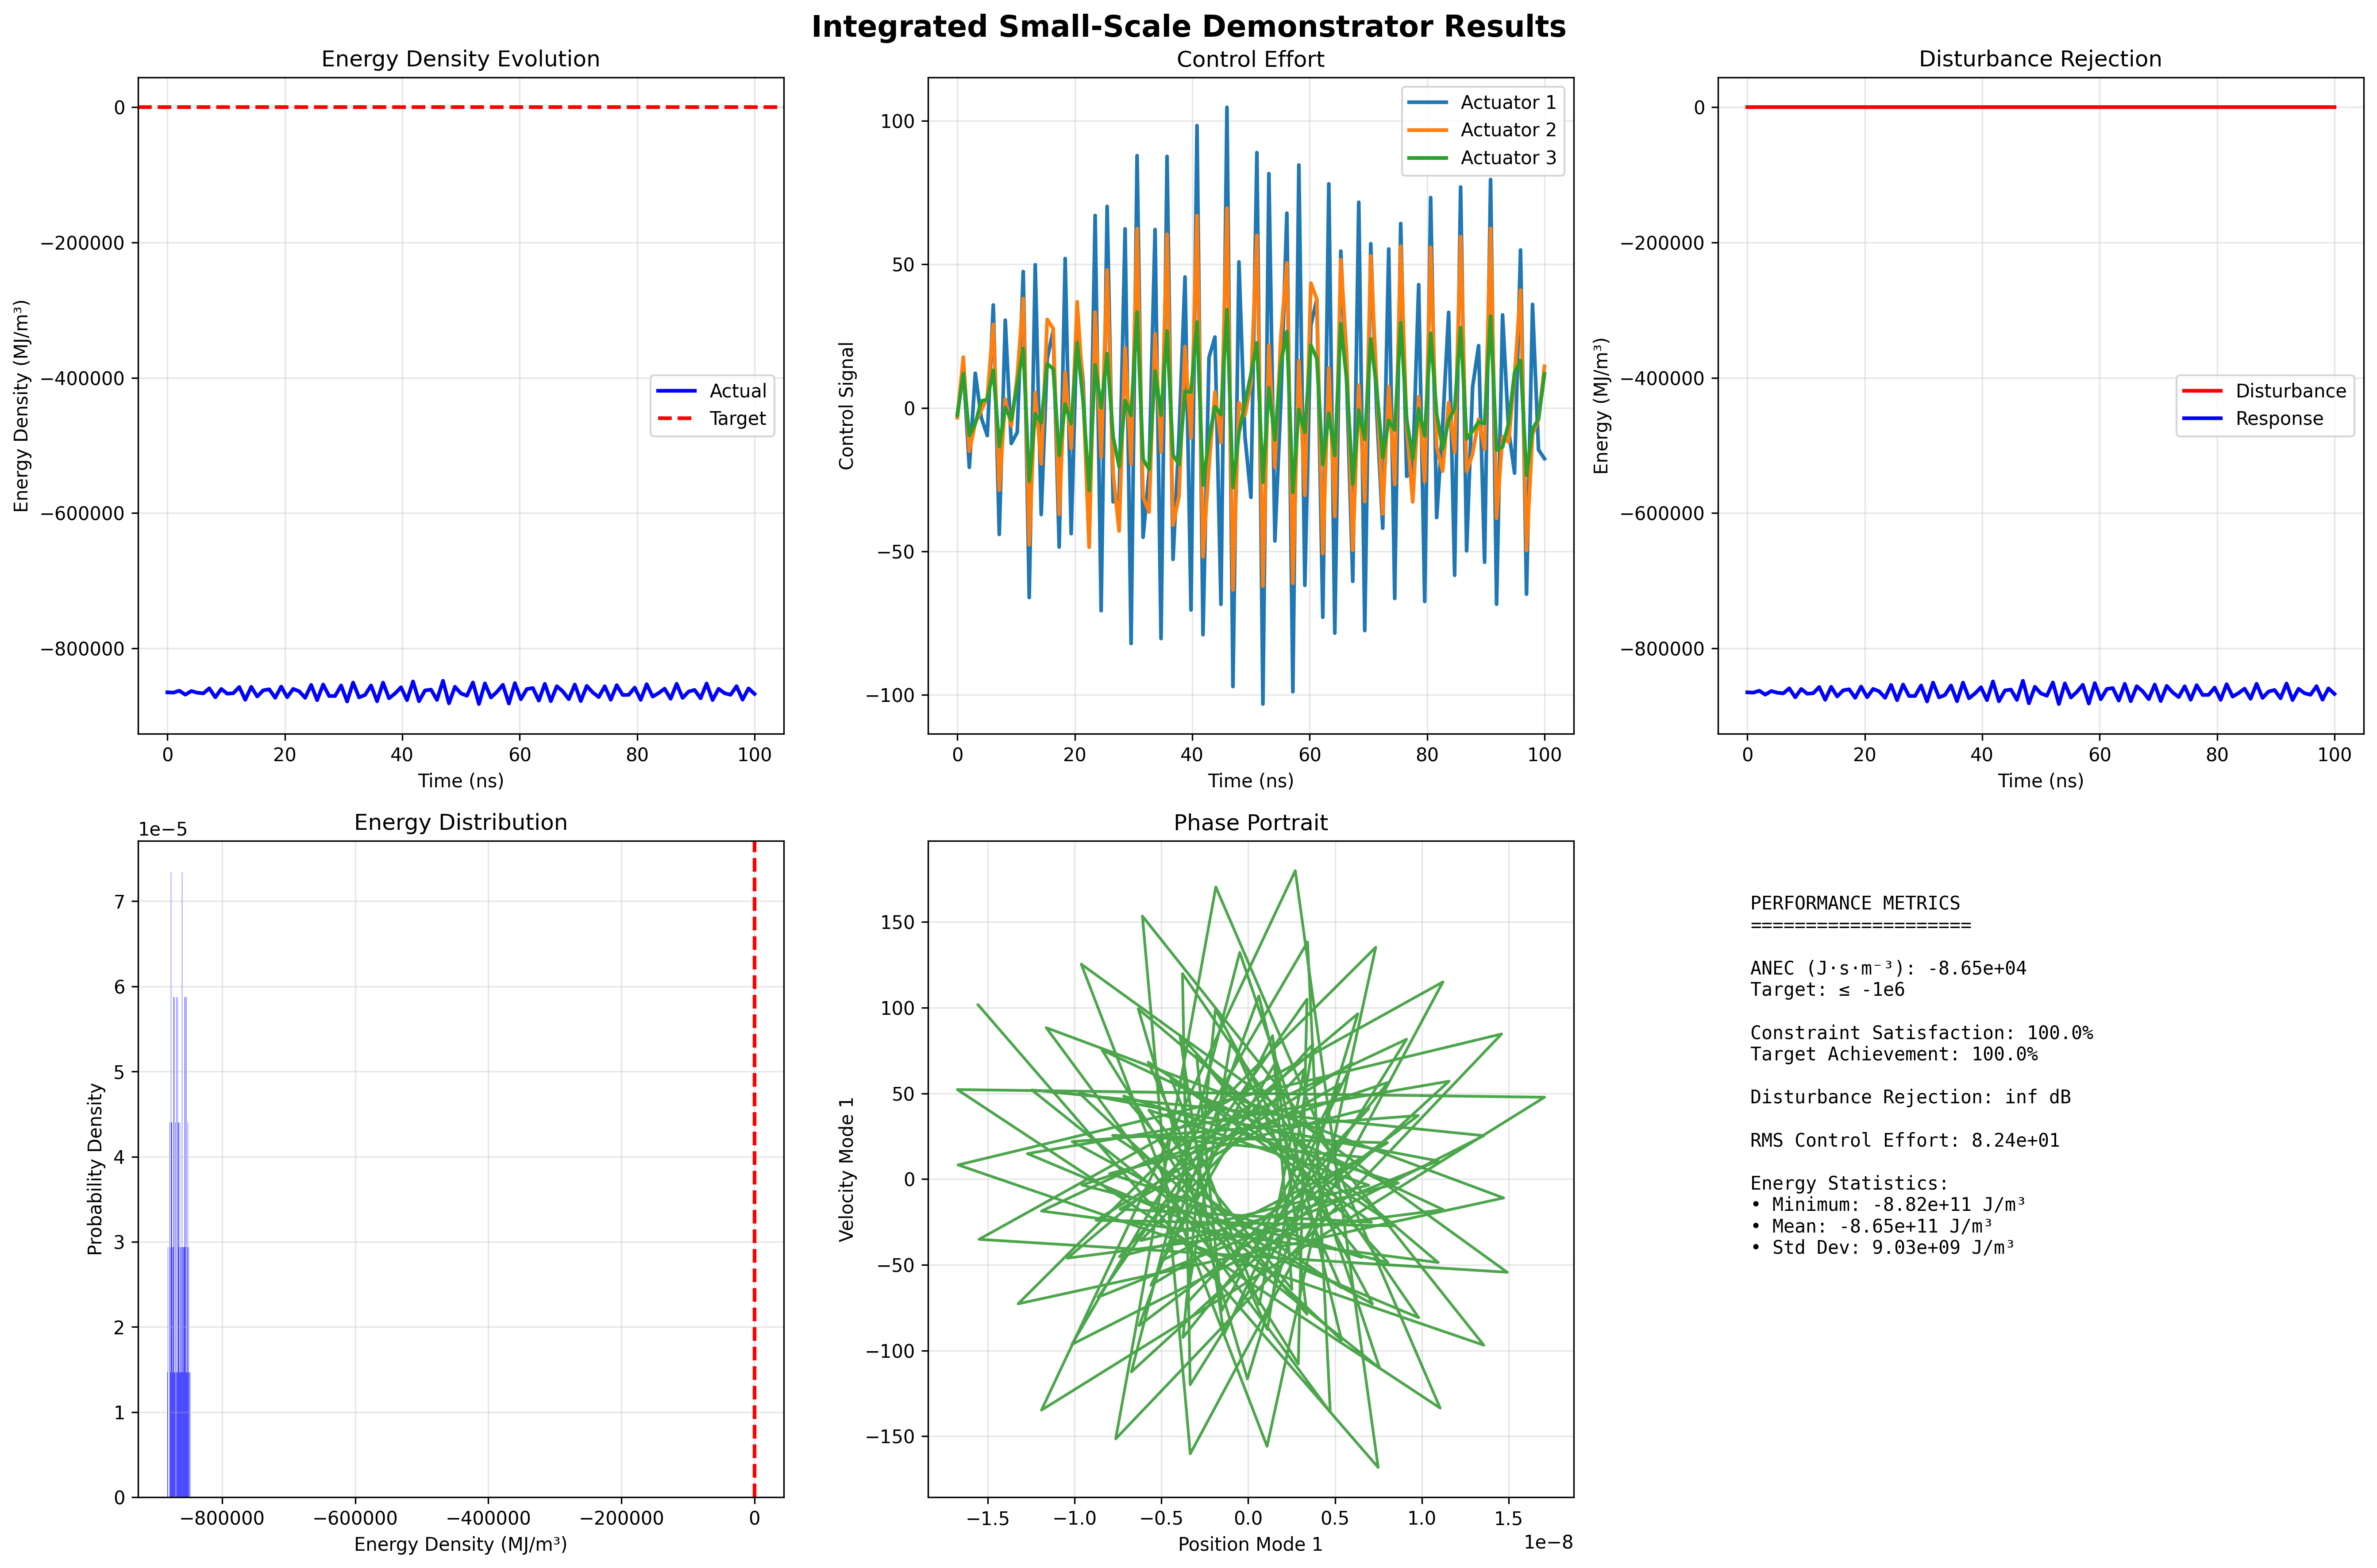 Integrated Small-Scale Demonstrator Results
Energy Density Evolution
Energy Density (MJ/m³)
0
−200000
−400000
−600000
−800000
Actual
Target
0 20 40 60 80 100
Time (ns)
Control Effort
Control Signal
100
50
0
−50
−100
Actuator 1
Actuator 2
Actuator 3
0 20 40 60 80 100
Time (ns)
Disturbance Rejection
Energy (MJ/m³)
0
−200000
−400000
−600000
−800000
Disturbance
Response
0 20 40 60 80 100
Time (ns)
Energy Distribution
1e−5
Probability Density
7
6
5
4
3
2
1
0
−800000 −600000 −400000 −200000 0
Energy Density (MJ/m³)
Phase Portrait
Velocity Mode 1
150
100
50
0
−50
−100
−150
−1.5 −1.0 −0.5 0.0 0.5 1.0 1.5
1e−8
Position Mode 1
PERFORMANCE METRICS
====================
ANEC (J·s·m⁻³): -8.65e+04
Target: ≤ -1e6
Constraint Satisfaction: 100.0%
Target Achievement: 100.0%
Disturbance Rejection: inf dB
RMS Control Effort: 8.24e+01
Energy Statistics:
• Minimum: -8.82e+11 J/m³
• Mean: -8.65e+11 J/m³
• Std Dev: 9.03e+09 J/m³